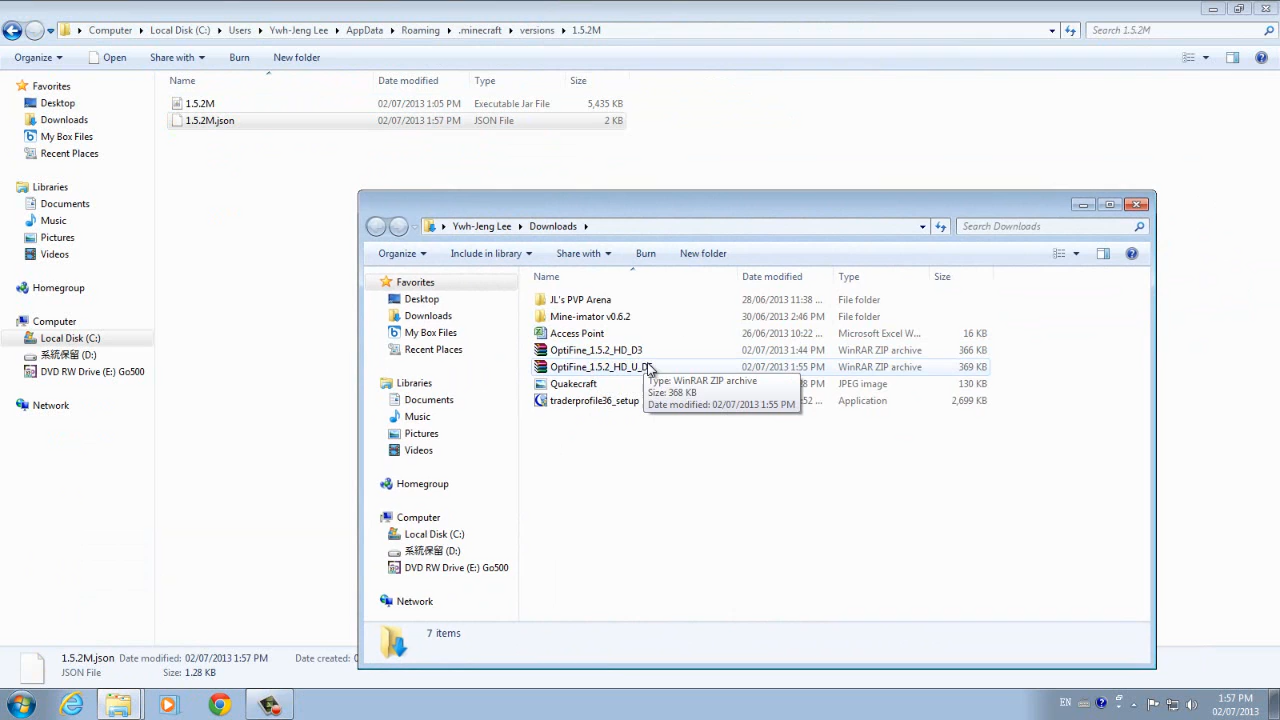 Computer ▸ Local Disk (C:) ▸ Users ▸ Ywh-Jeng Lee ▸ AppData ▸ Roaming ▸ .minecraft ▸ versions ▸ 1.5.2M
Search 1.5.2M
Organize Open Share with Burn New folder
Favorites
Desktop
Downloads
My Box Files
Recent Places
Libraries
Documents
Music
Pictures
Videos
Homegroup
Computer
Local Disk (C:)
系統保留 (D:)
DVD RW Drive (E:) Go500
Network
Name Date modified Type Size
1.5.2M 02/07/2013 1:05 PM Executable Jar File 5,435 KB
1.5.2M.json 02/07/2013 1:57 PM JSON File 2 KB
Ywh-Jeng Lee ▸ Downloads ▸
Search Downloads
Organize Include in library Share with Burn New folder
Favorites
Desktop
Downloads
My Box Files
Recent Places
Libraries
Documents
Music
Pictures
Videos
Homegroup
Computer
Local Disk (C:)
系統保留 (D:)
DVD RW Drive (E:) Go500
Network
Name Date modified Type Size
JL's PVP Arena 28/06/2013 11:38 ... File folder
Mine-imator v0.6.2 30/06/2013 2:46 PM File folder
Access Point 26/06/2013 10:22 ... Microsoft Excel W... 16 KB
OptiFine_1.5.2_HD_D3 02/07/2013 1:44 PM WinRAR ZIP archive 366 KB
OptiFine_1.5.2_HD_U_D 02/07/2013 1:55 PM WinRAR ZIP archive 369 KB
Quakecraft 8 PM JPEG image 130 KB
traderprofile36_setup 52 ... Application 2,699 KB
Type: WinRAR ZIP archive
Size: 368 KB
Date modified: 02/07/2013 1:55 PM
7 items
1.5.2M.json Date modified: 02/07/2013 1:57 PM Date created:
JSON File Size: 1.28 KB
EN
1:57 PM
02/07/2013